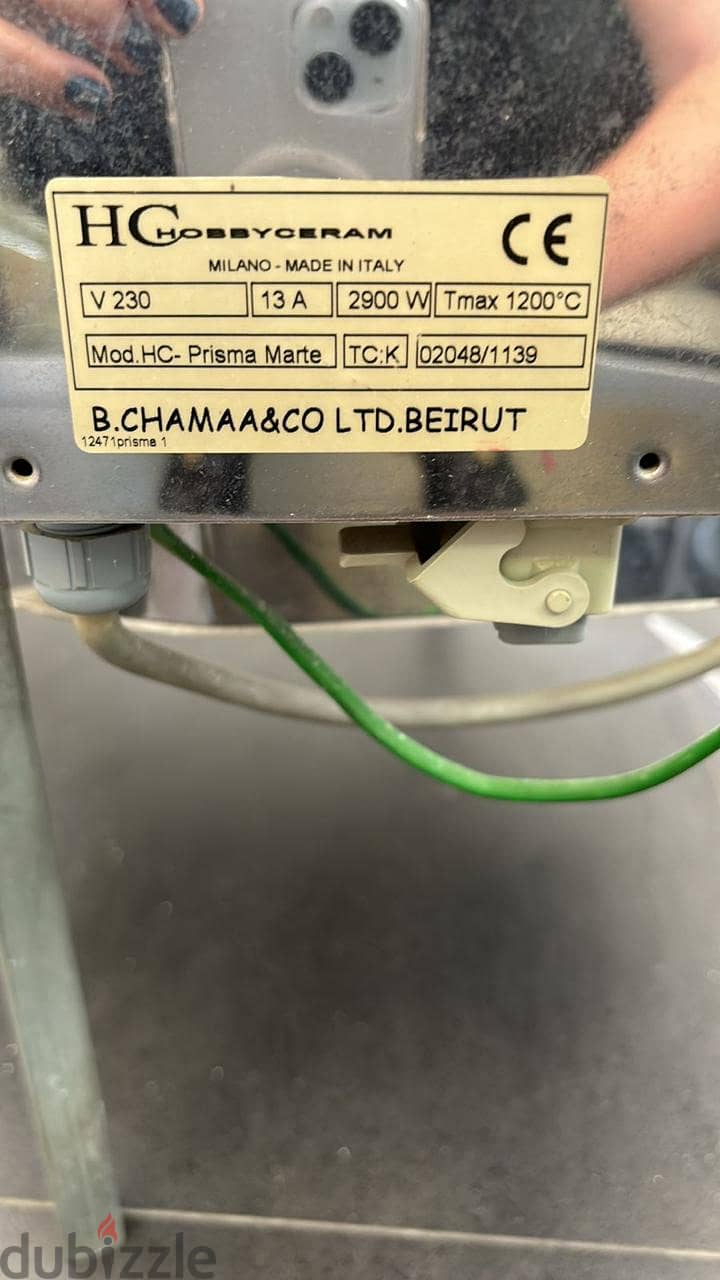 HC HOBBYCERAM CE
MILANO - MADE IN ITALY
V 230 13 A 2900 W Tmax 1200°C
Mod.HC- Prisma Marte TC:K 02048/1139
B.CHAMAA&CO LTD.BEIRUT
12471prisma 1
dubizzle